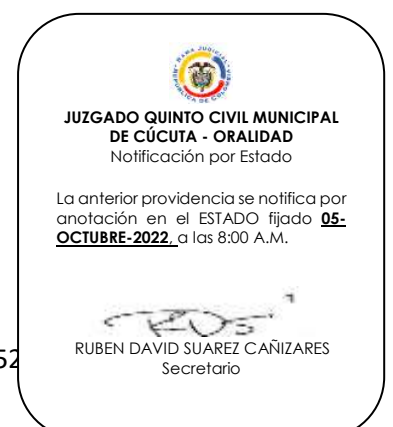 JUZGADO QUINTO CIVIL MUNICIPAL
DE CÚCUTA - ORALIDAD
Notificación por Estado
La anterior providencia se notifica por
anotación en el ESTADO fijado 05-
OCTUBRE-2022, a las 8:00 A.M.
RUBEN DAVID SUAREZ CAÑIZARES
Secretario
52